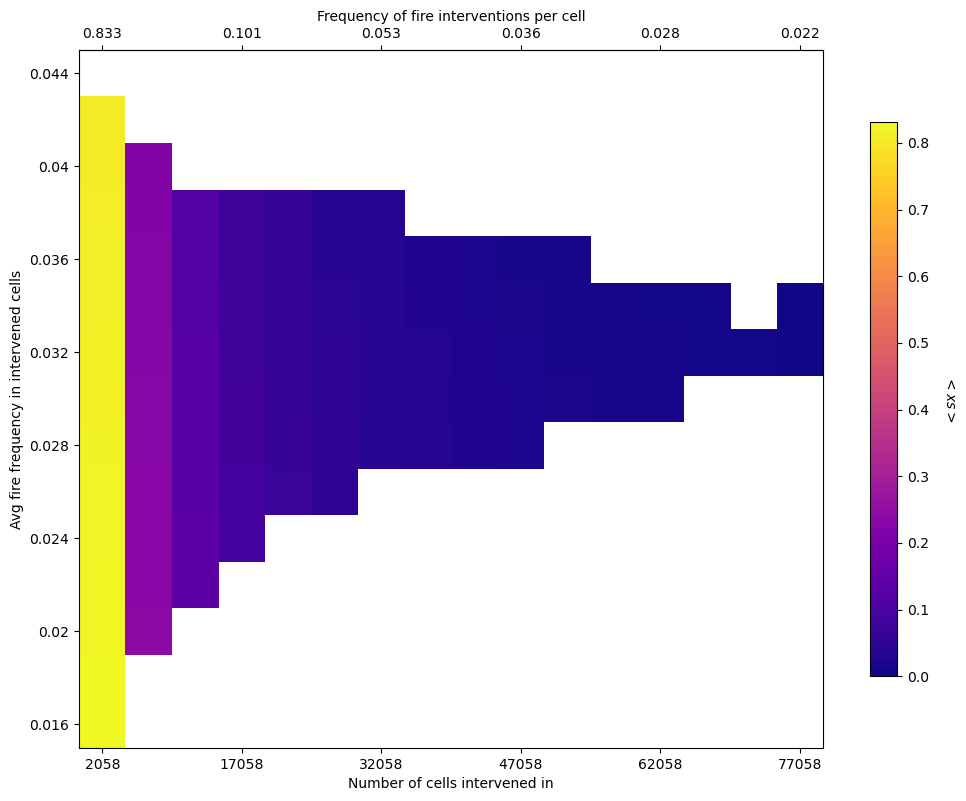 Frequency of fire interventions per cell
0.833 0.101 0.053 0.036 0.028 0.022
Avg fire frequency in intervened cells
0.044
0.04
0.036
0.032
0.028
0.024
0.02
0.016
2058 17058 32058 47058 62058 77058
Number of cells intervened in
0.8
0.7
0.6
0.5
0.4
0.3
0.2
0.1
0.0
<xs>